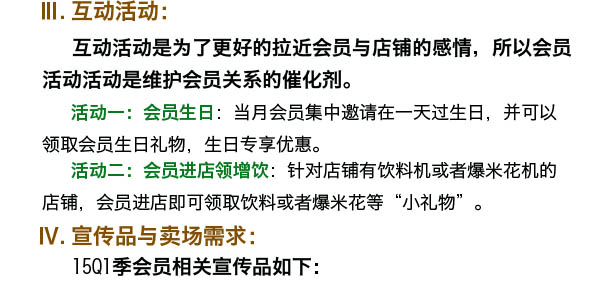 III. 互动活动：
互动活动是为了更好的拉近会员与店铺的感情，所以会员
活动活动是维护会员关系的催化剂。
活动一：会员生日：当月会员集中邀请在一天过生日，并可以
领取会员生日礼物，生日专享优惠。
活动二：会员进店领增饮：针对店铺有饮料机或者爆米花机的
店铺，会员进店即可领取饮料或者爆米花等“小礼物”。
IV. 宣传品与卖场需求：
15Q1季会员相关宣传品如下：